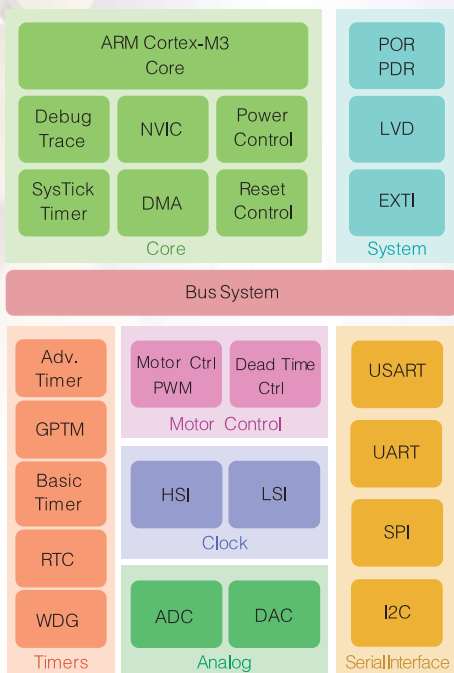 ARM Cortex-M3
Core
Debug
Trace
NVIC
Power
Control
SysTick
Timer
DMA
Reset
Control
Core
POR
PDR
LVD
EXTI
System
Bus System
Adv.
Timer
GPTM
Basic
Timer
RTC
WDG
Timers
Motor Ctrl
PWM
Dead Time
Ctrl
Motor Control
HSI
LSI
Clock
ADC
DAC
Analog
USART
UART
SPI
I2C
Serial Interface